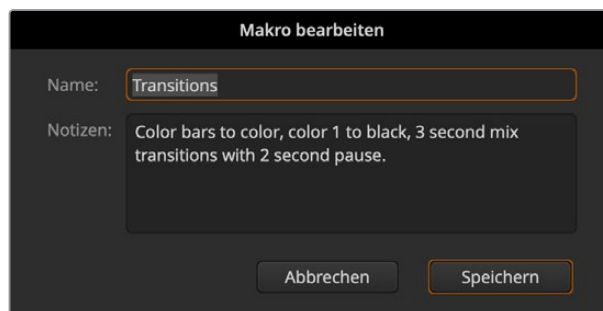 Makro bearbeiten
Name: Transitions
Notizen: Color bars to color, color 1 to black, 3 second mix
transitions with 2 second pause.
Abbrechen Speichern